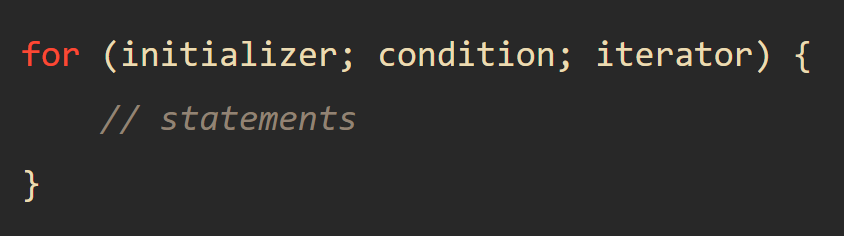 for (initializer; condition; iterator) {
// statements
}